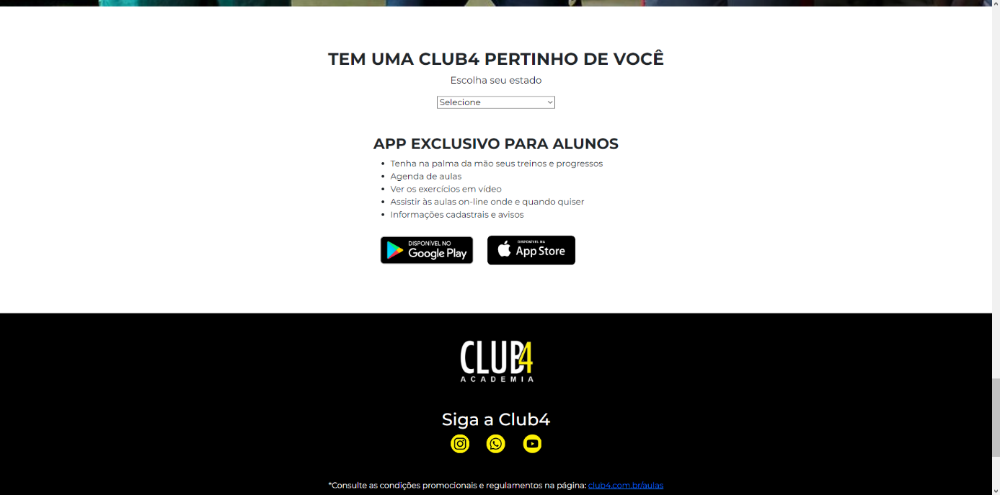 TEM UMA CLUB4 PERTINHO DE VOCÊ
Escolha seu estado
Selecione
APP EXCLUSIVO PARA ALUNOS
Tenha na palma da mão seus treinos e progressos
Agenda de aulas
Ver os exercícios em vídeo
Assistir às aulas on-line onde e quando quiser
Informações cadastrais e avisos
DISPONÍVEL NO
Google Play
DISPONÍVEL NA
App Store
CLUB4
ACADEMIA
Siga a Club4
*Consulte as condições promocionais e regulamentos na página: club4.com.br/aulas